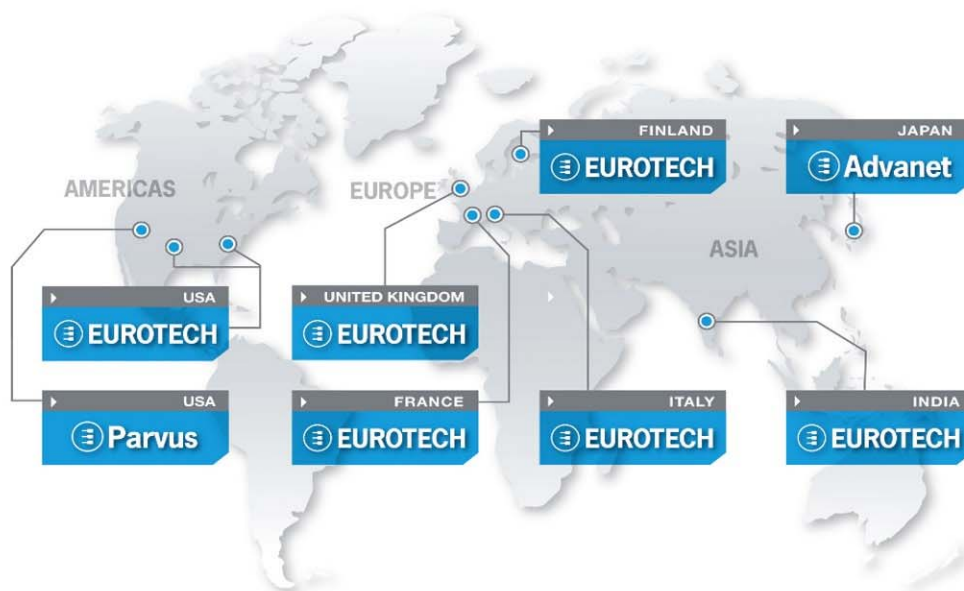 AMERICAS
EUROPE
ASIA
FINLAND
EUROTECH
JAPAN
Advanet
USA
EUROTECH
UNITED KINGDOM
EUROTECH
USA
Parvus
FRANCE
EUROTECH
ITALY
EUROTECH
INDIA
EUROTECH